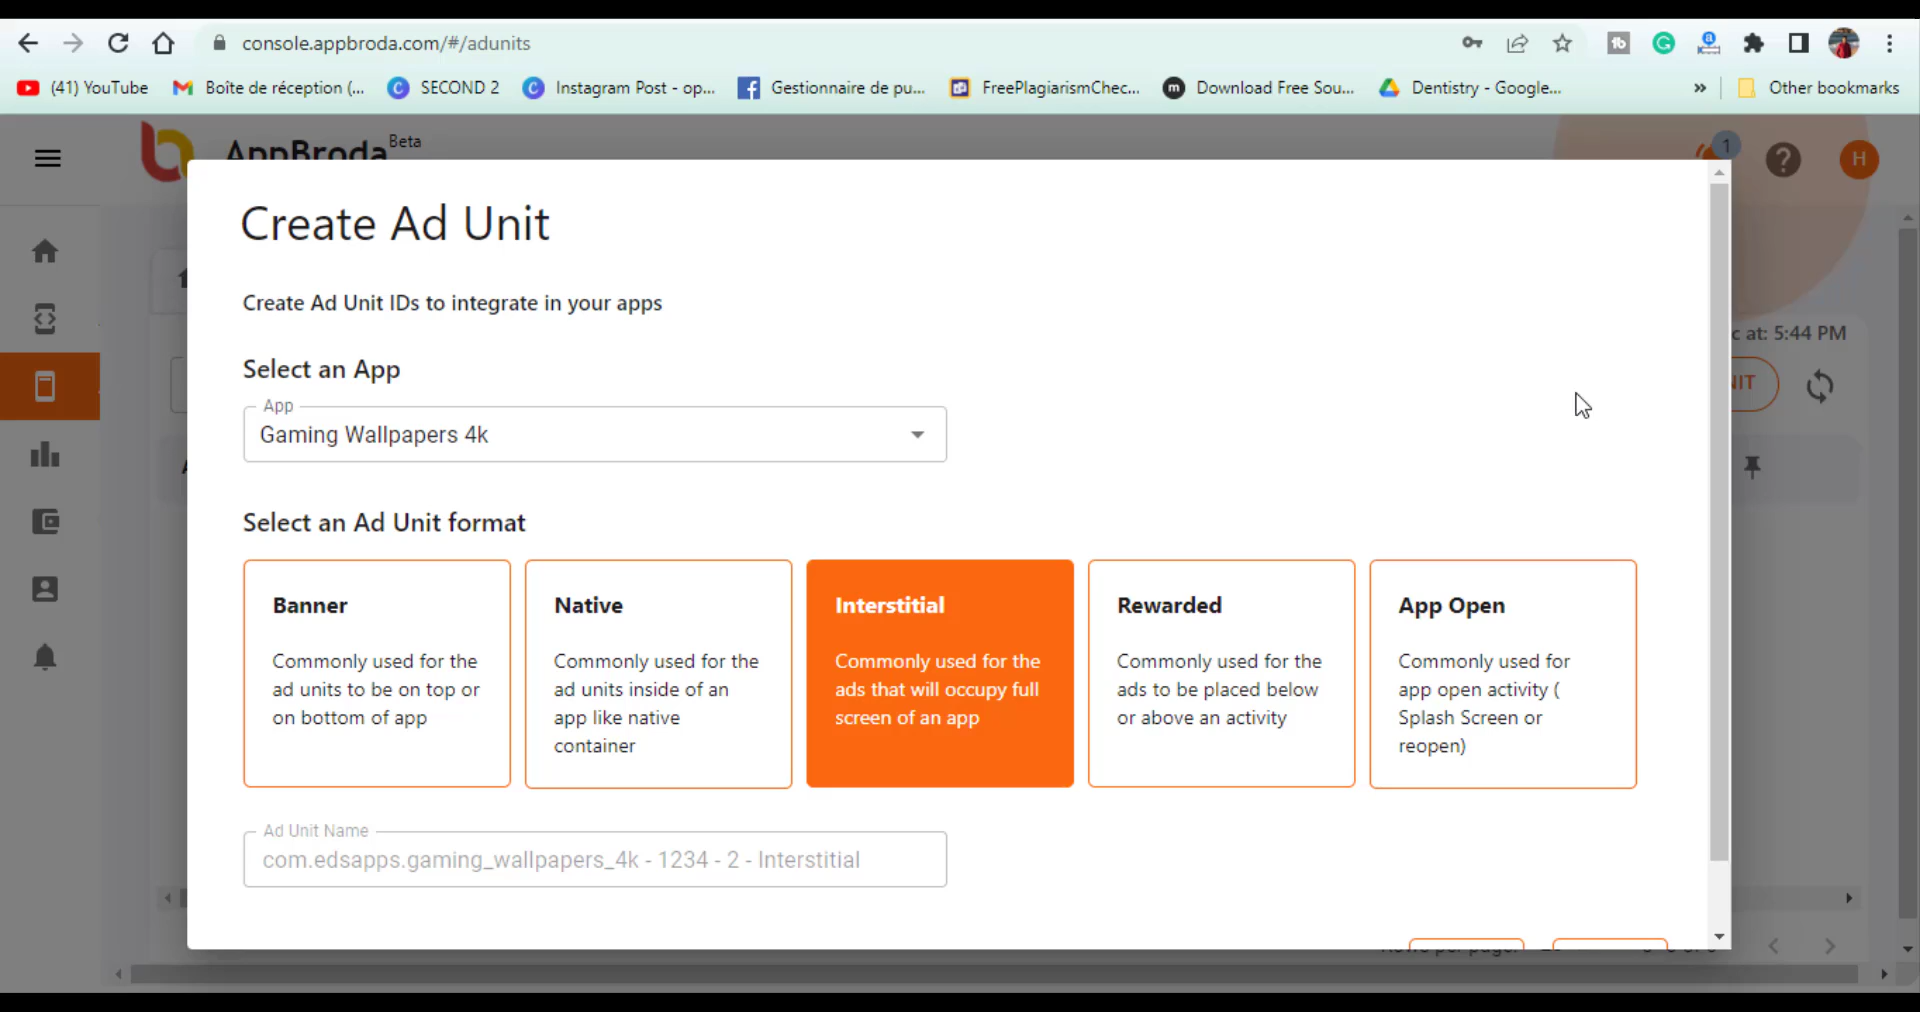 console.appbroda.com/#/adunits
(41) YouTube
Boîte de réception (...
SECOND 2
Instagram Post - op...
Gestionnaire de pu...
FreePlagiarismChec...
Download Free Sou...
Dentistry - Google...
»
Other bookmarks
AppBroda Beta
1
H
Create Ad Unit
Create Ad Unit IDs to integrate in your apps
c at: 5:44 PM
Select an App
NIT
App
Gaming Wallpapers 4k
Select an Ad Unit format
Banner
Commonly used for the
ad units to be on top or
on bottom of app
Native
Commonly used for the
ad units inside of an
app like native
container
Interstitial
Commonly used for the
ads that will occupy full
screen of an app
Rewarded
Commonly used for the
ads to be placed below
or above an activity
App Open
Commonly used for
app open activity (
Splash Screen or
reopen)
Ad Unit Name
com.edsapps.gaming_wallpapers_4k - 1234 - 2 - Interstitial
Rows per page: